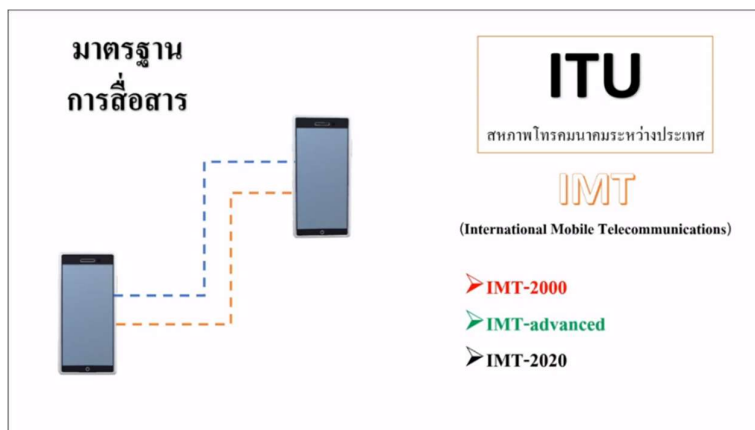 มาตรฐาน
การสื่อสาร
ITU
สหภาพโทรคมนาคมระหว่างประเทศ
IMT
(International Mobile Telecommunications)
IMT-2000
IMT-advanced
IMT-2020